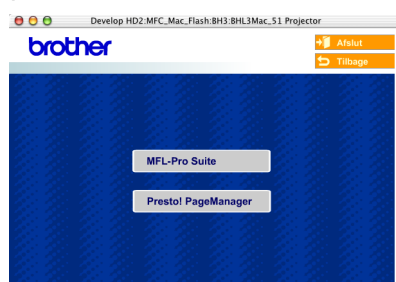 Develop HD2:MFC_Mac_Flash:BH3:BHL3Mac_51 Projector
brother
Afslut
Tilbage
MFL-Pro Suite
Presto! PageManager